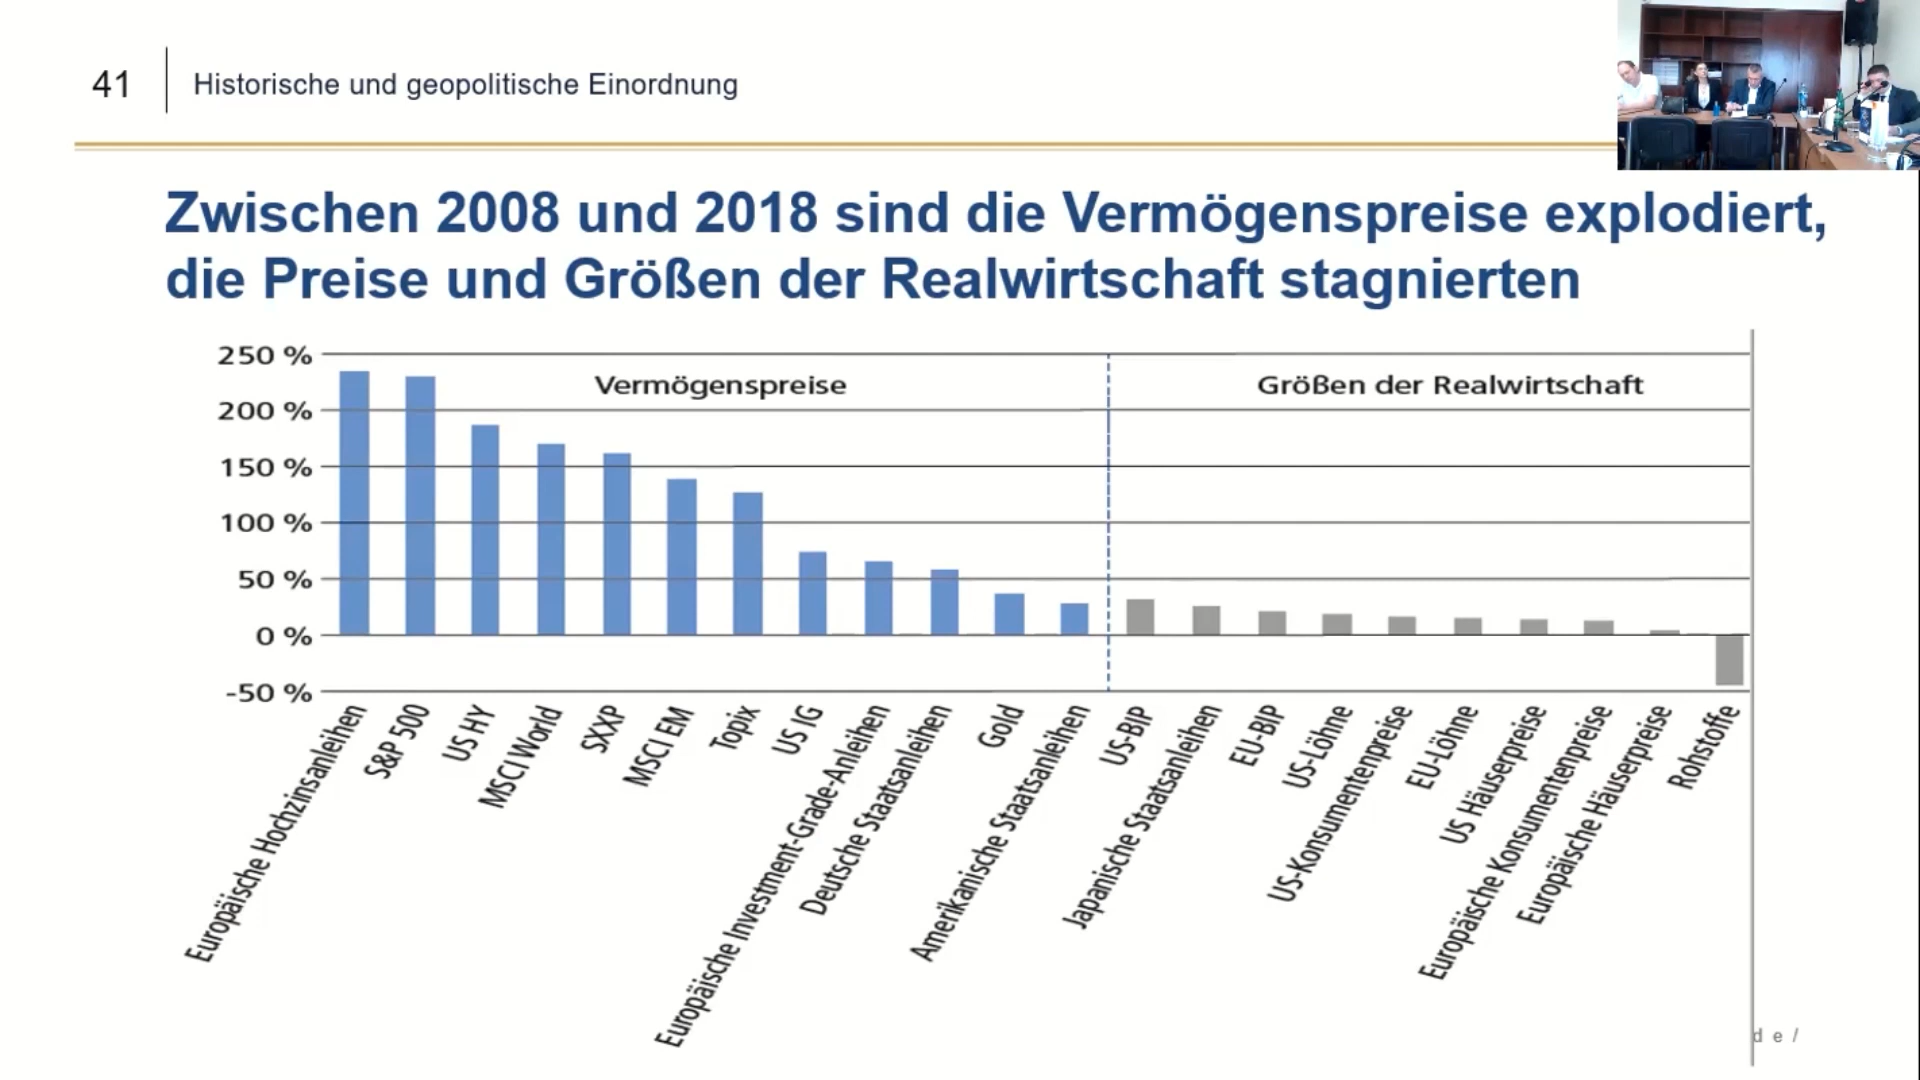 41
Historische und geopolitische Einordnung
Zwischen 2008 und 2018 sind die Vermögenspreise explodiert,
die Preise und Größen der Realwirtschaft stagnierten
250 %
200 %
150 %
100 %
50 %
0 %
-50 %
Vermögenspreise
Größen der Realwirtschaft
Europäische Hochzinsanleihen
S&P 500
US HY
MSCI World
SXXP
MSCI EM
Topix
US IG
Europäische Investment-Grade-Anleihen
Deutsche Staatsanleihen
Gold
Amerikanische Staatsanleihen
US-BIP
Japanische Staatsanleihen
EU-BIP
US-Löhne
US-Konsumentenpreise
EU-Löhne
US Häuserpreise
Europäische Konsumentenpreise
Europäische Häuserpreise
Rohstoffe
de/